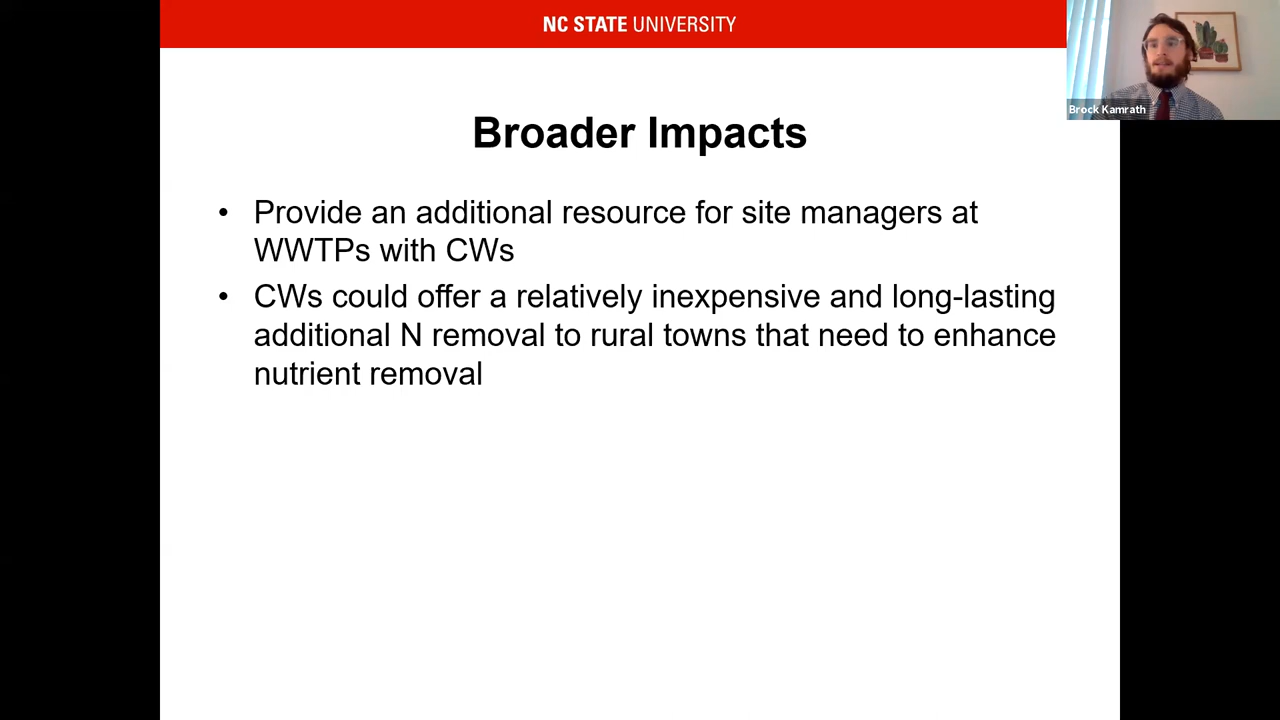 NC STATE UNIVERSITY
Brock Kamrath
Broader Impacts
• Provide an additional resource for site managers at
WWTPs with CWs
• CWs could offer a relatively inexpensive and long-lasting
additional N removal to rural towns that need to enhance
nutrient removal